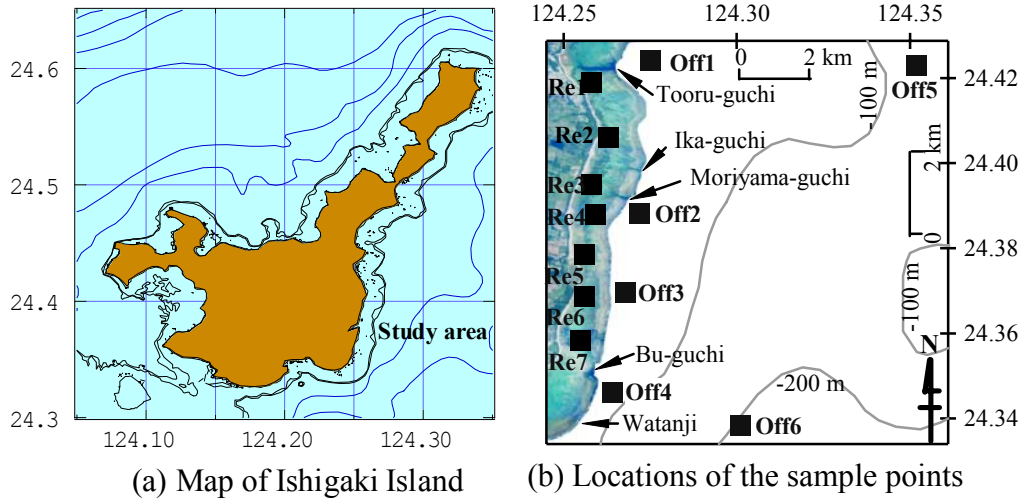 24.6
24.5
24.4
24.3
124.10
124.20
124.30
Study area
(a) Map of Ishigaki Island
124.25
124.30
124.35
24.42
24.40
24.38
24.36
24.34
Off1
0 2 km
Off5
Tooru-guchi
-100 m
Re1
Re2
Ika-guchi
2 km
0
Re3
Moriyama-guchi
Re4
Off2
Re5
Off3
-100 m
Re6
N
Re7
Bu-guchi
-200 m
Off4
Watanji
Off6
(b) Locations of the sample points